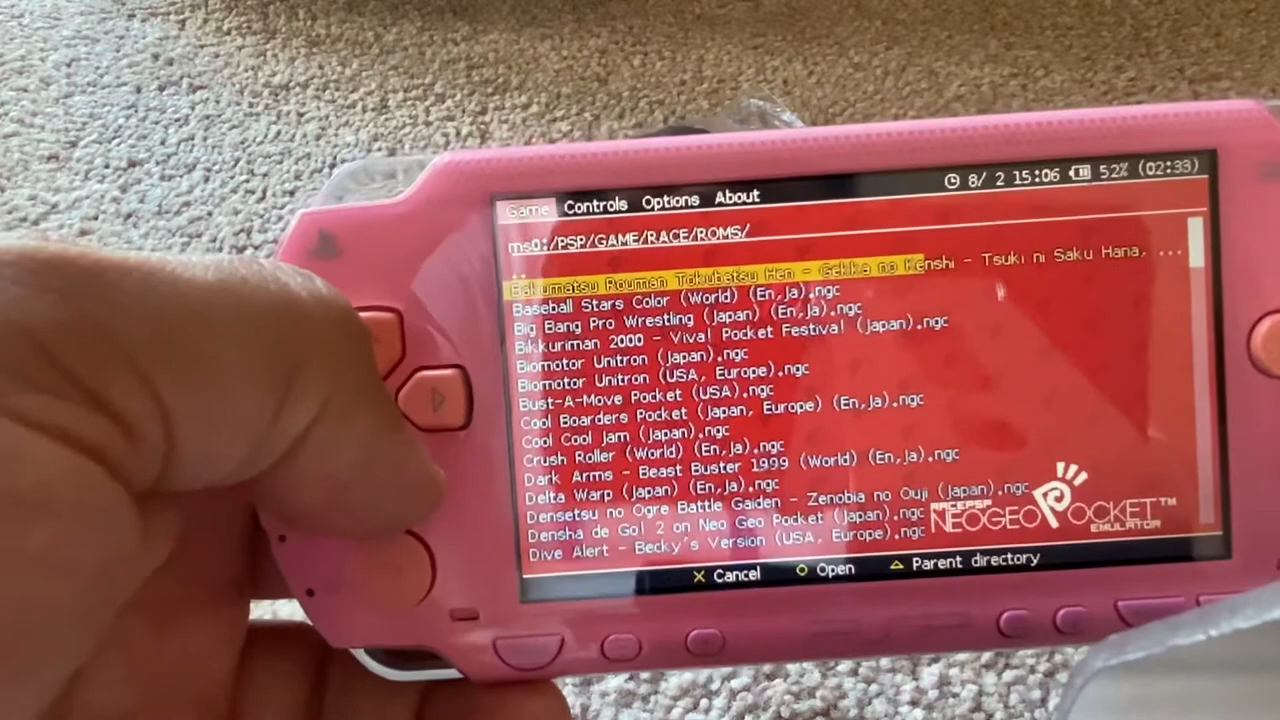 8/ 2 15:06 52% (02:33)
Game Controls Options About
ms0:/PSP/GAME/RACE/ROMS/
..
Bakumatsu Rouman Tokubetsu Hen - Gekka no Kenshi - Tsuki ni Saku Hana, ...
Baseball Stars Color (World) (En,Ja).ngc
Big Bang Pro Wrestling (Japan) (En,Ja).ngc
Bikkuriman 2000 - Viva! Pocket Festival (Japan).ngc
Biomotor Unitron (Japan).ngc
Biomotor Unitron (USA, Europe).ngc
Bust-A-Move Pocket (USA).ngc
Cool Boarders Pocket (Japan, Europe) (En,Ja).ngc
Cool Cool Jam (Japan).ngc
Crush Roller (World) (En,Ja).ngc
Dark Arms - Beast Buster 1999 (World) (En,Ja).ngc
Delta Warp (Japan) (En,Ja).ngc
Densetsu no Ogre Battle Gaiden - Zenobia no Ouji (Japan).ngc
Densha de Go! 2 on Neo Geo Pocket (Japan).ngc
Dive Alert - Becky's Version (USA, Europe).ngc
RACEPSP
NEOGEO POCKET™
EMULATOR
X Cancel O Open △ Parent directory